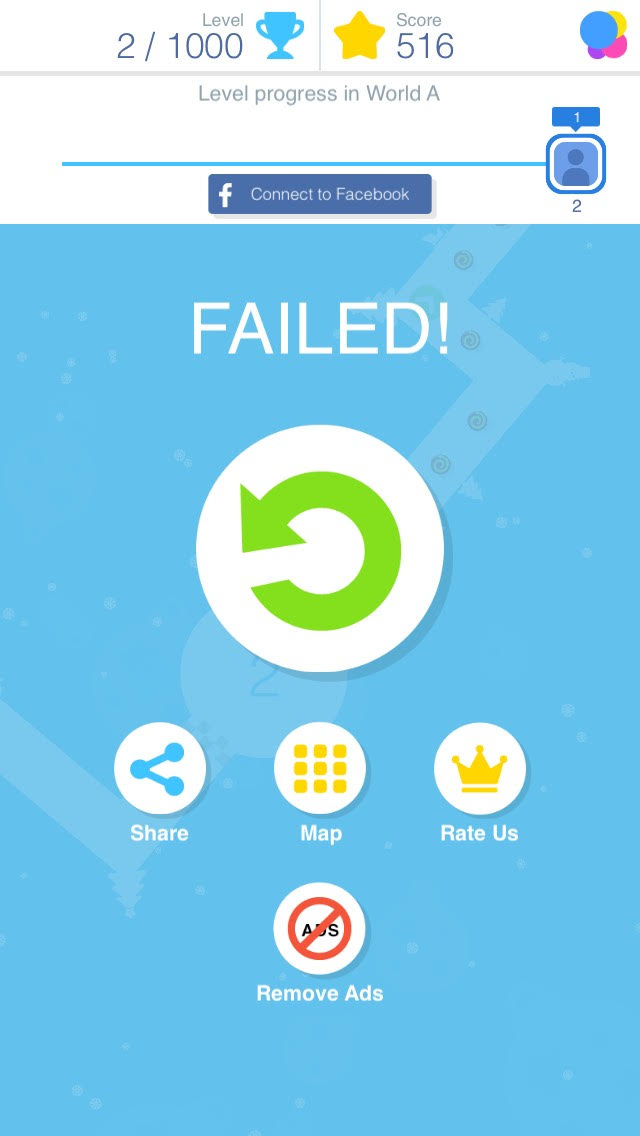 Level
2 / 1000
Score
516
Level progress in World A
1
2
f Connect to Facebook
FAILED!
2
Share
Map
Rate Us
ADS
Remove Ads